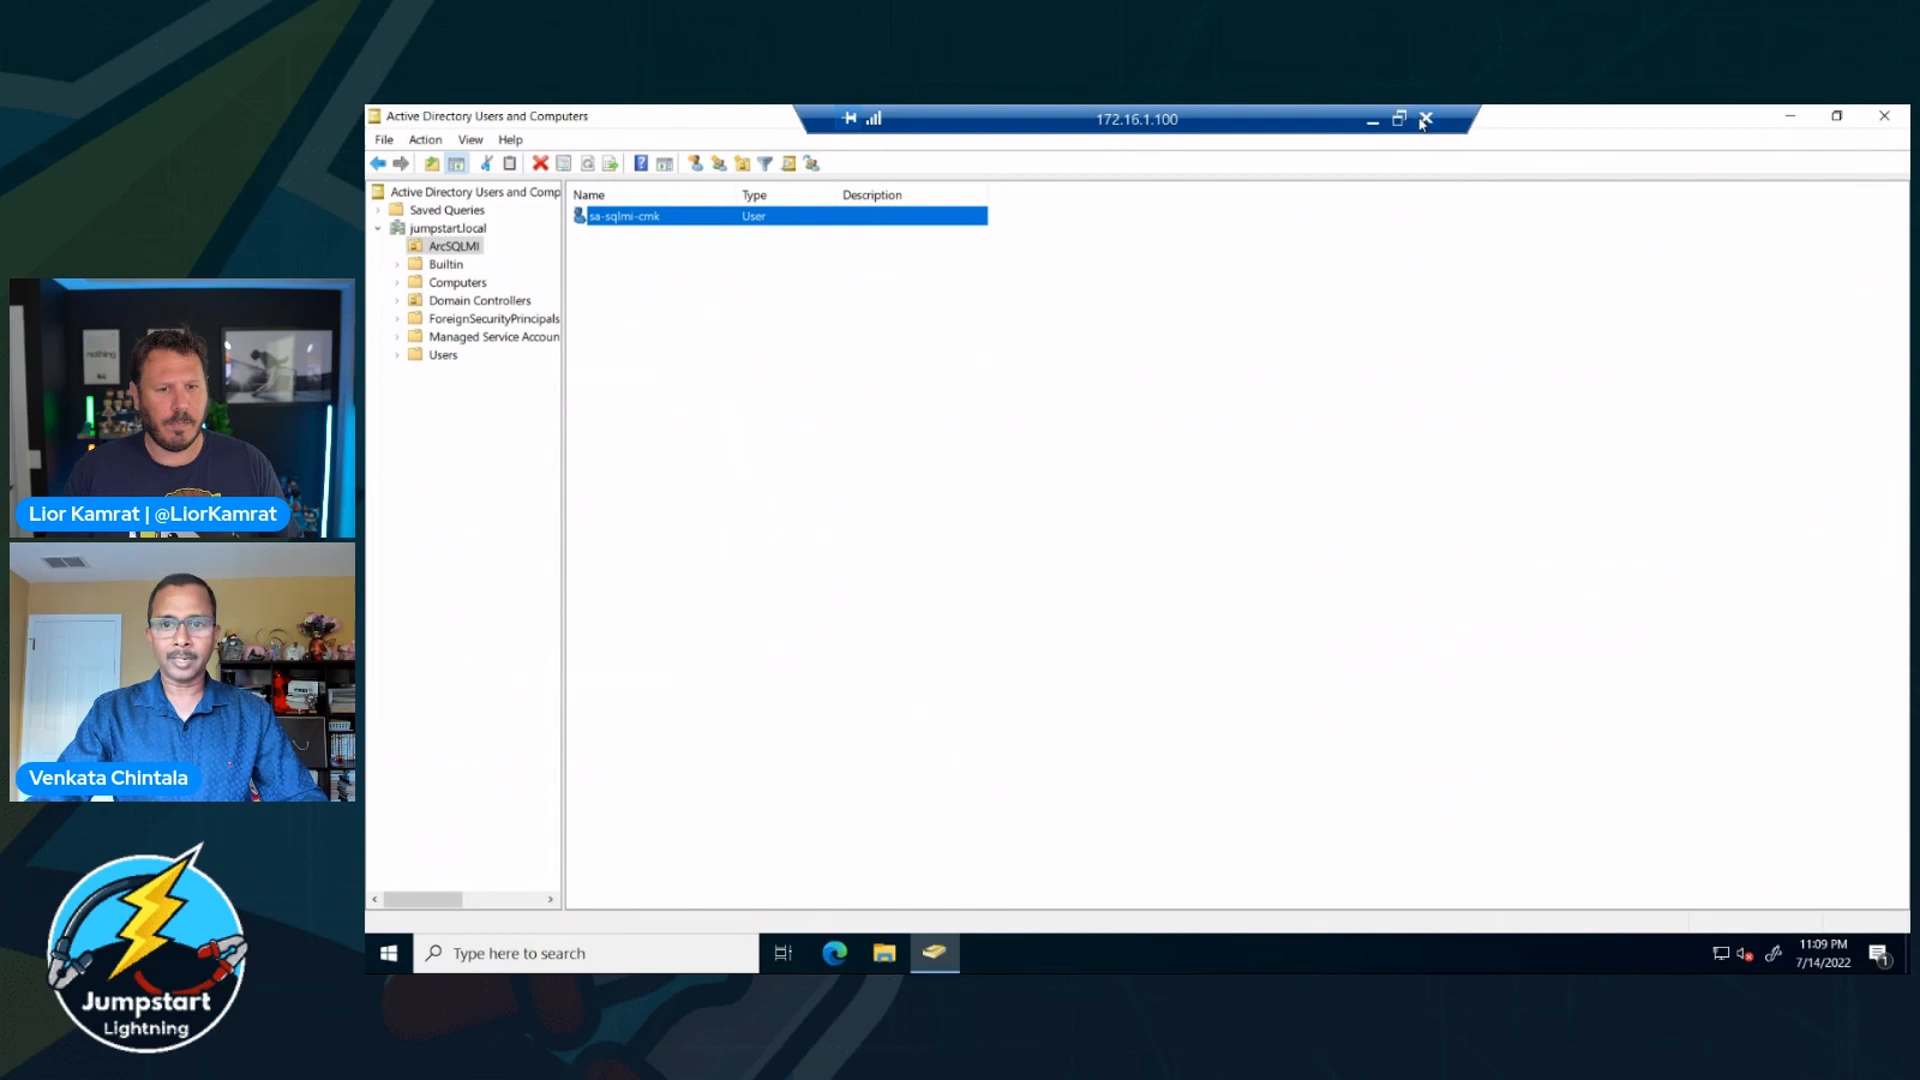 Active Directory Users and Computers
172.16.1.100
File Action View Help
Active Directory Users and Comp
Saved Queries
jumpstart.local
ArcSQLMI
Builtin
Computers
Domain Controllers
ForeignSecurityPrincipals
Managed Service Accoun
Users
Name Type Description
sa-sqlmi-cmk User
nothing
Lior Kamrat | @LiorKamrat
Venkata Chintala
Jumpstart
Lightning
Type here to search
11:09 PM
7/14/2022
1